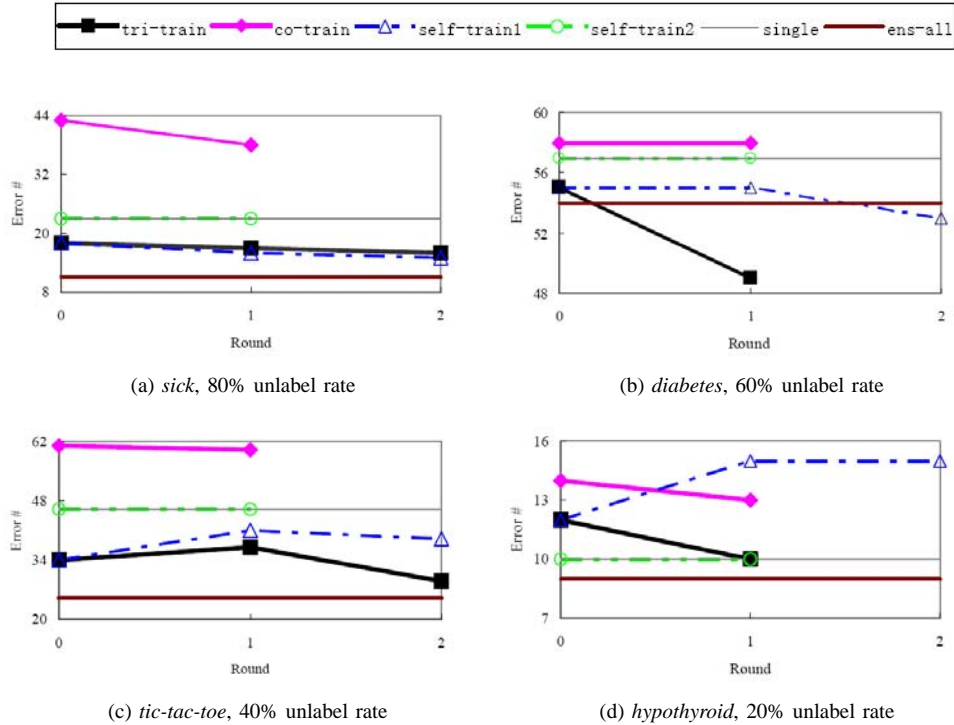 tri-train co-train self-train1 self-train2 single ens-all
44
32
20
8
Error #
0 1 2
Round
(a) sick, 80% unlabel rate
60
56
52
48
Error #
0 1 2
Round
(b) diabetes, 60% unlabel rate
62
48
34
20
Error #
0 1 2
Round
(c) tic-tac-toe, 40% unlabel rate
16
13
10
7
Error #
0 1 2
Round
(d) hypothyroid, 20% unlabel rate